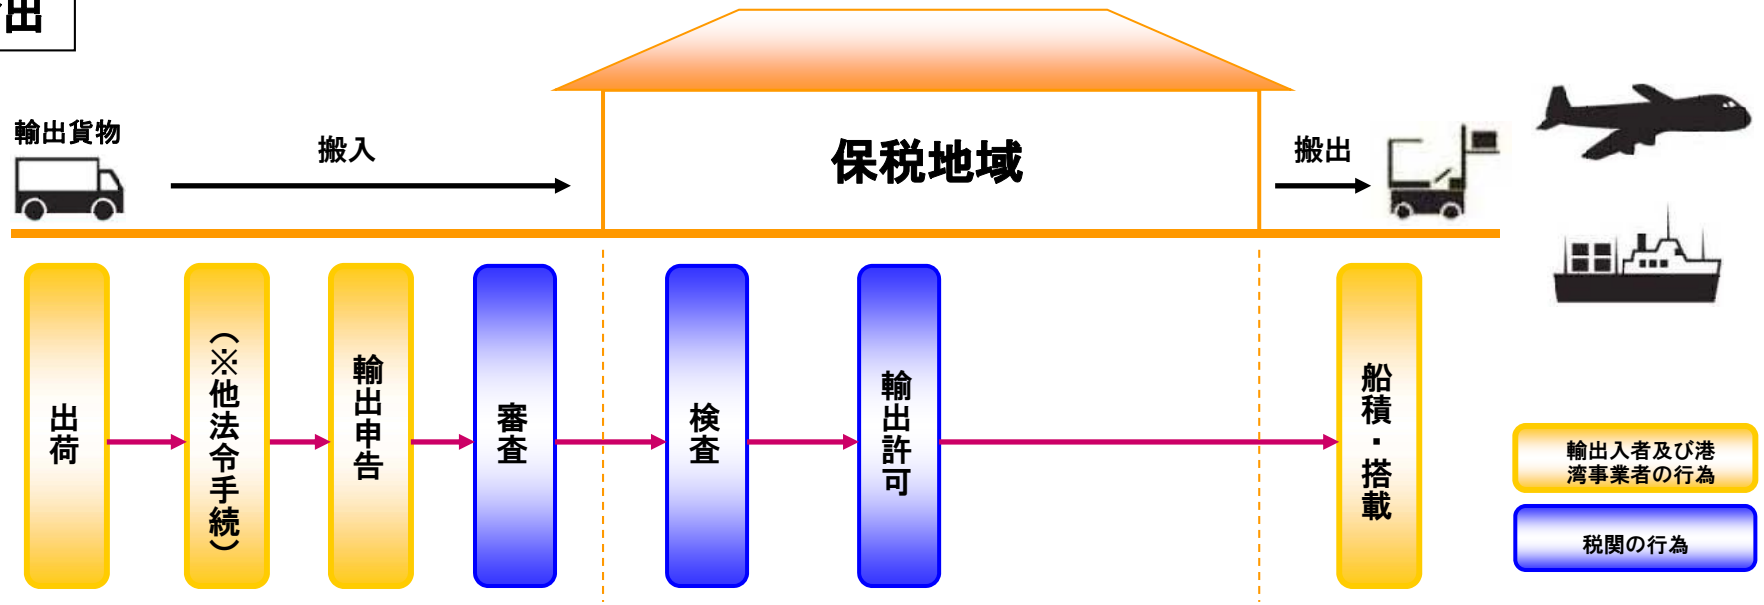 出
輸出貨物
搬入
保税地域
搬出
出荷
(※他法令手続)
輸出申告
審査
検査
輸出許可
船積・搭載
輸出入者及び港
湾事業者の行為
税関の行為